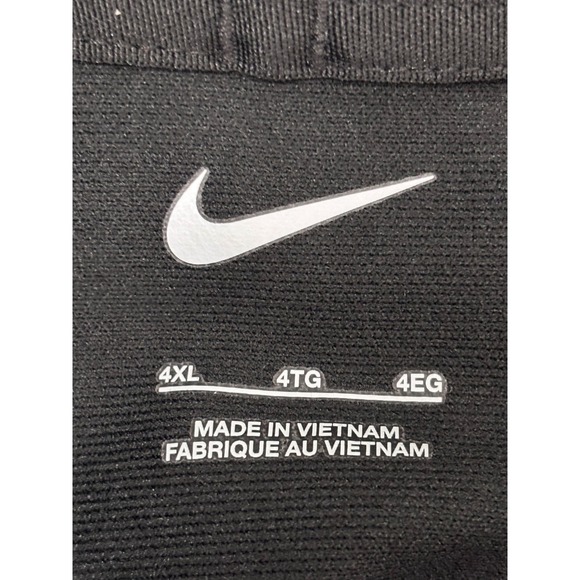 4XL 4TG 4EG
MADE IN VIETNAM
FABRIQUE AU VIETNAM